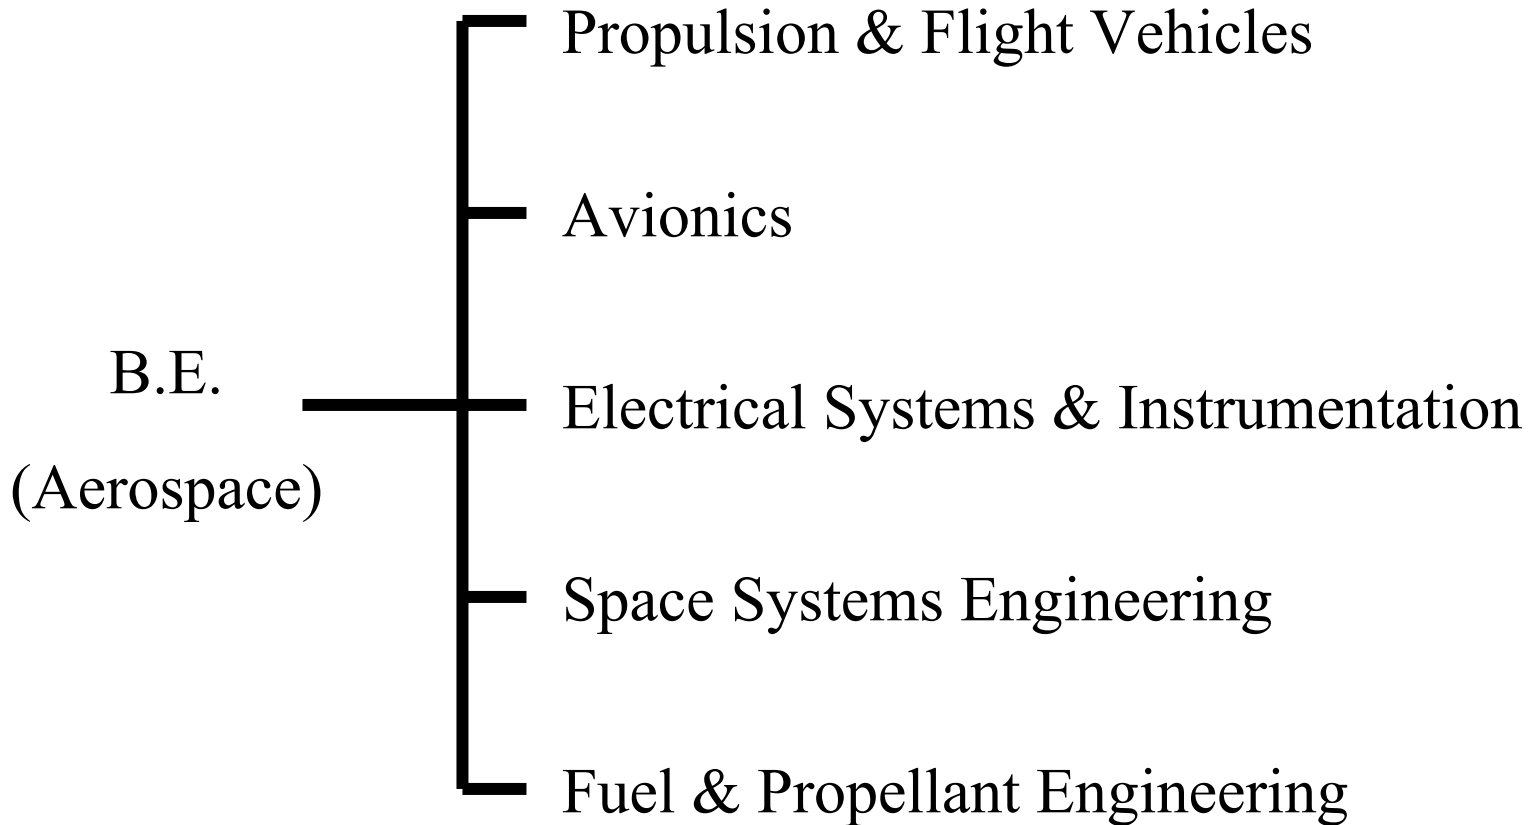 B.E.
(Aerospace)
Propulsion & Flight Vehicles
Avionics
Electrical Systems & Instrumentation
Space Systems Engineering
Fuel & Propellant Engineering